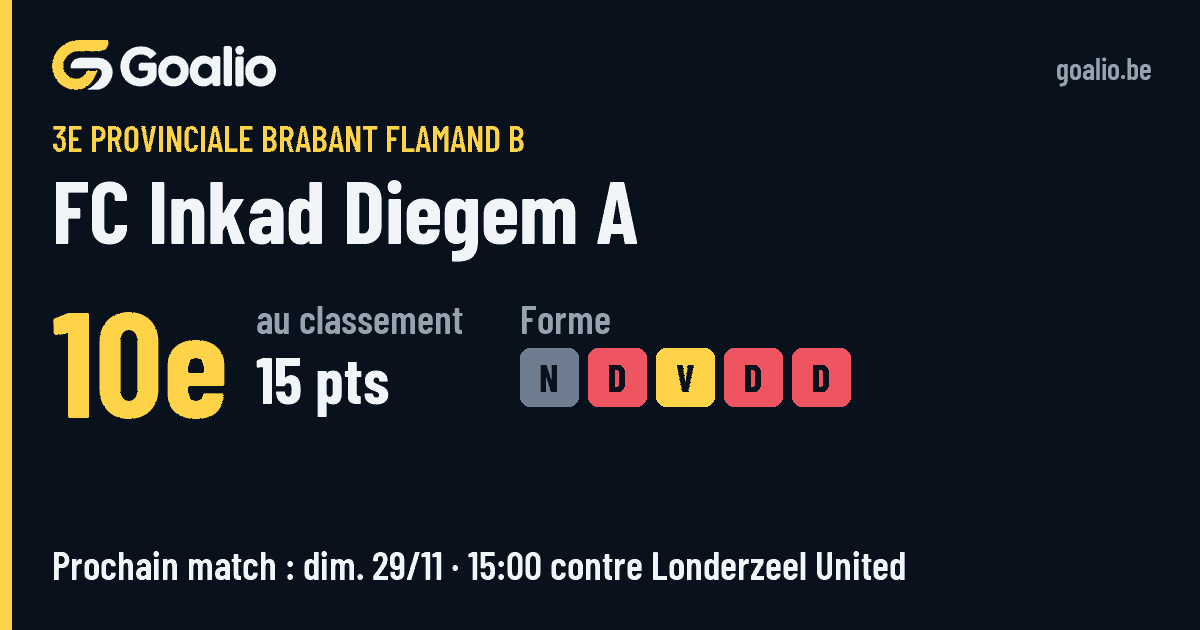 Goalio
goalio.be
3E PROVINCIALE BRABANT FLAMAND B
FC Inkad Diegem A
10e
au classement
15 pts
Forme
N D V D D
Prochain match : dim. 29/11 · 15:00 contre Londerzeel United